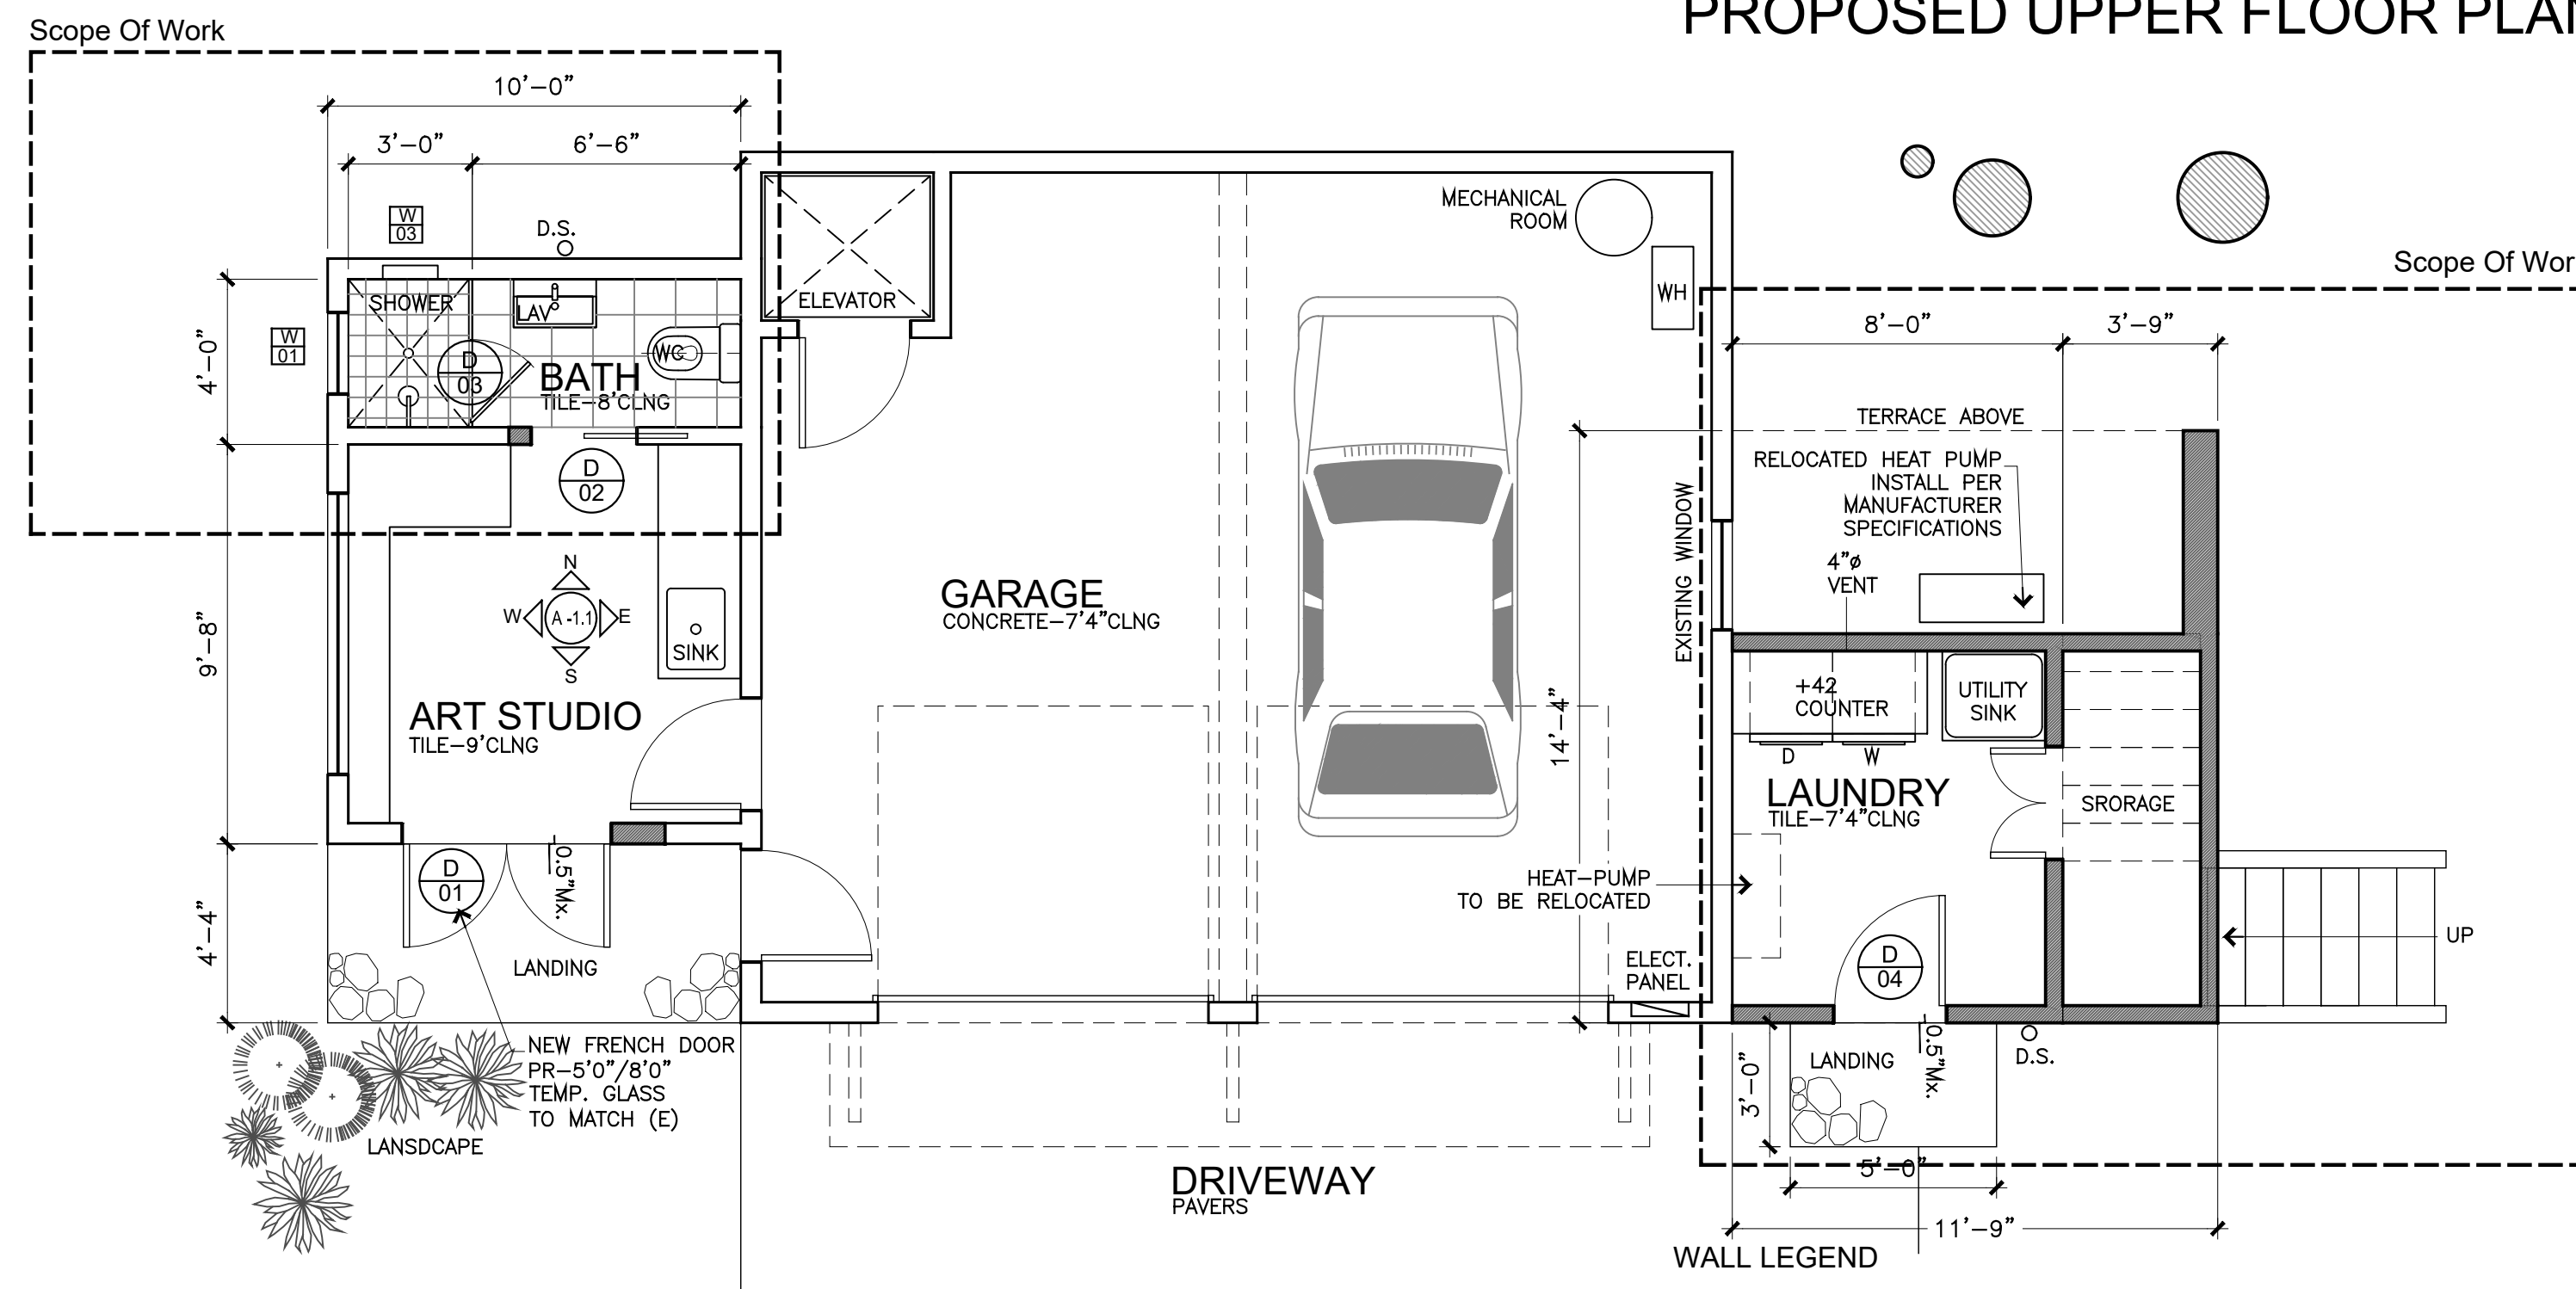 PROPOSED UPPER FLOOR PLAN
Scope Of Work
10'-0"
3'-0"
6'-6"
W
03
D.S.
MECHANICAL
ROOM
Scope Of Wor
SHOWER
LAV
ELEVATOR
WH
8'-0"
3'-9"
W
01
4'-0"
D
03
WC
BATH
TILE-8'CLNG
TERRACE ABOVE
RELOCATED HEAT PUMP
INSTALL PER
MANUFACTURER
SPECIFICATIONS
D
02
EXISTING WINDOW
4"ø
VENT
N
W
A -1.1
E
S
SINK
GARAGE
CONCRETE-7'4"CLNG
9'-8"
ART STUDIO
TILE-9'CLNG
14'-4"
+42
COUNTER
UTILITY
SINK
D
W
LAUNDRY
TILE-7'4"CLNG
SRORAGE
D
01
-0.5"Mx.
HEAT-PUMP
TO BE RELOCATED
4'-4"
LANDING
ELECT.
PANEL
D
04
UP
NEW FRENCH DOOR
PR-5'0"/8'0"
TEMP. GLASS
TO MATCH (E)
LANSDCAPE
LANDING
-0.5"Mx.
D.S.
3'-0"
DRIVEWAY
PAVERS
5'-0"
11'-9"
WALL LEGEND